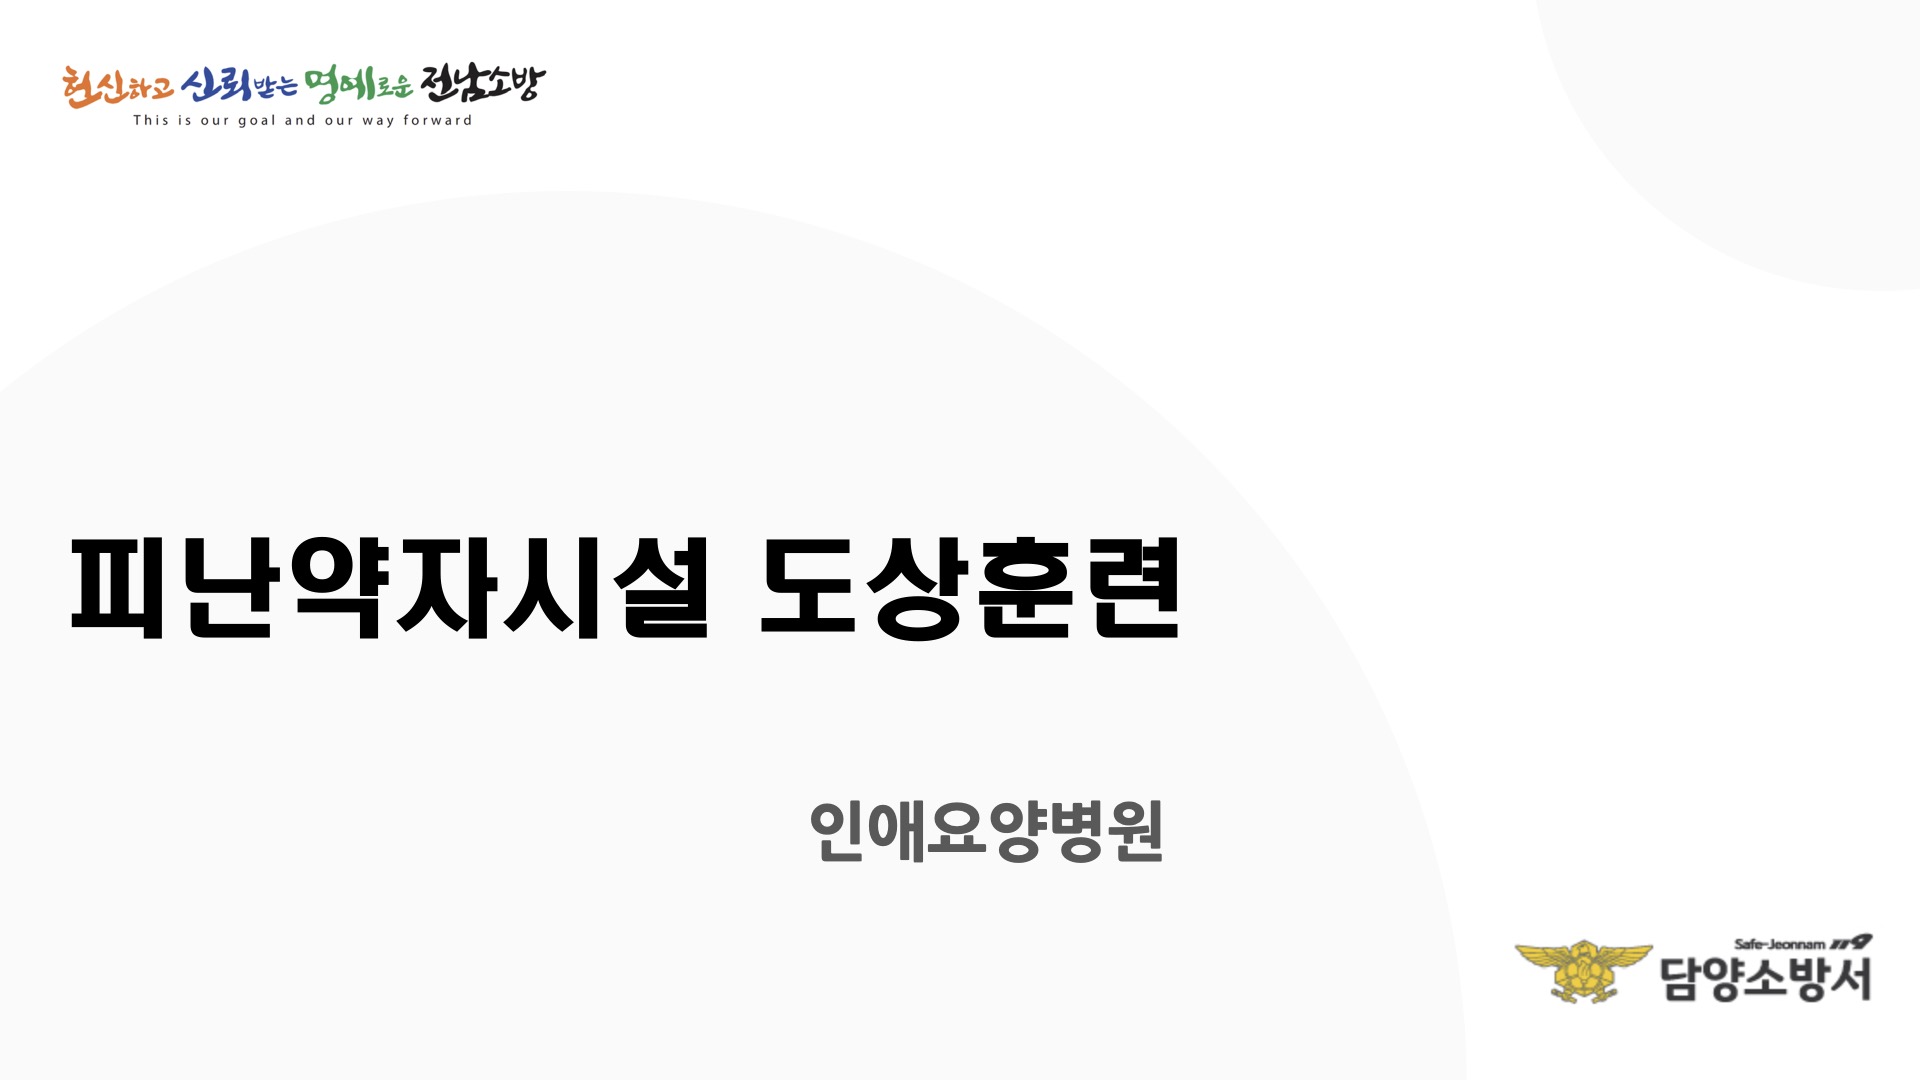 헌신하고 신뢰받는 명예로운 전남소방
This is our goal and our way forward
피난약자시설 도상훈련
인애요양병원
Safe-Jeonnam 119
담양소방서